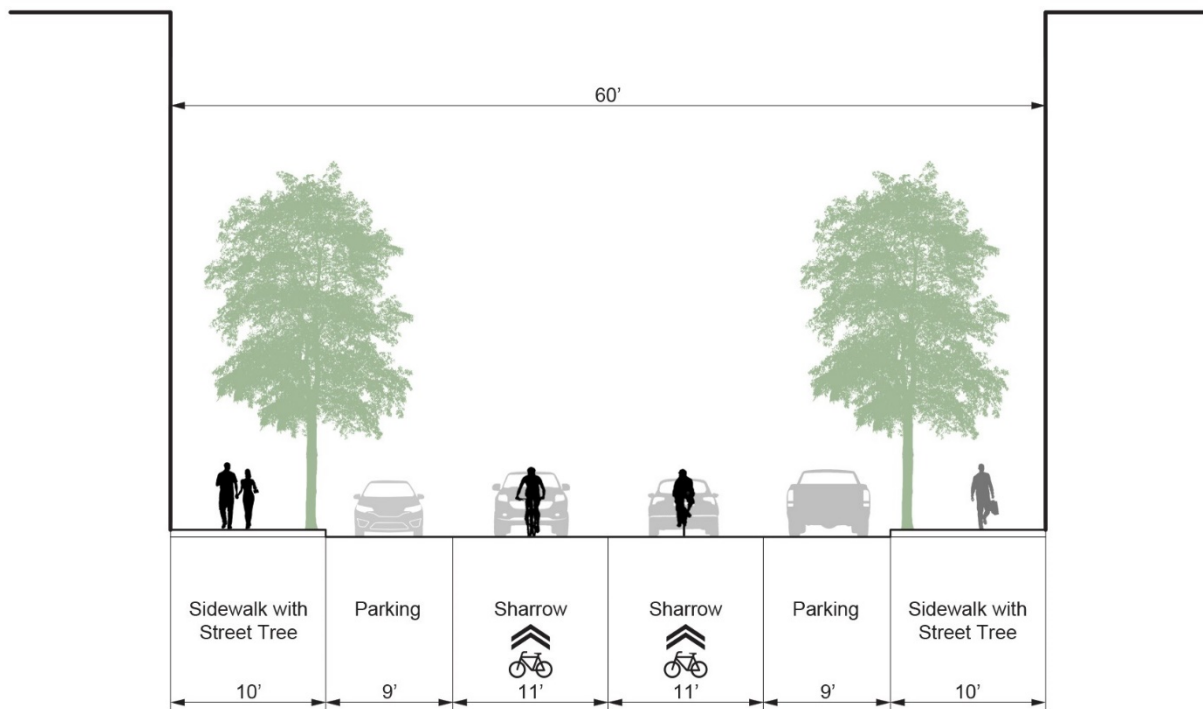 60’
Sidewalk with
Street Tree
Parking
Sharrow
Sharrow
Parking
Sidewalk with
Street Tree
10’
9’
11’
11’
9’
10’